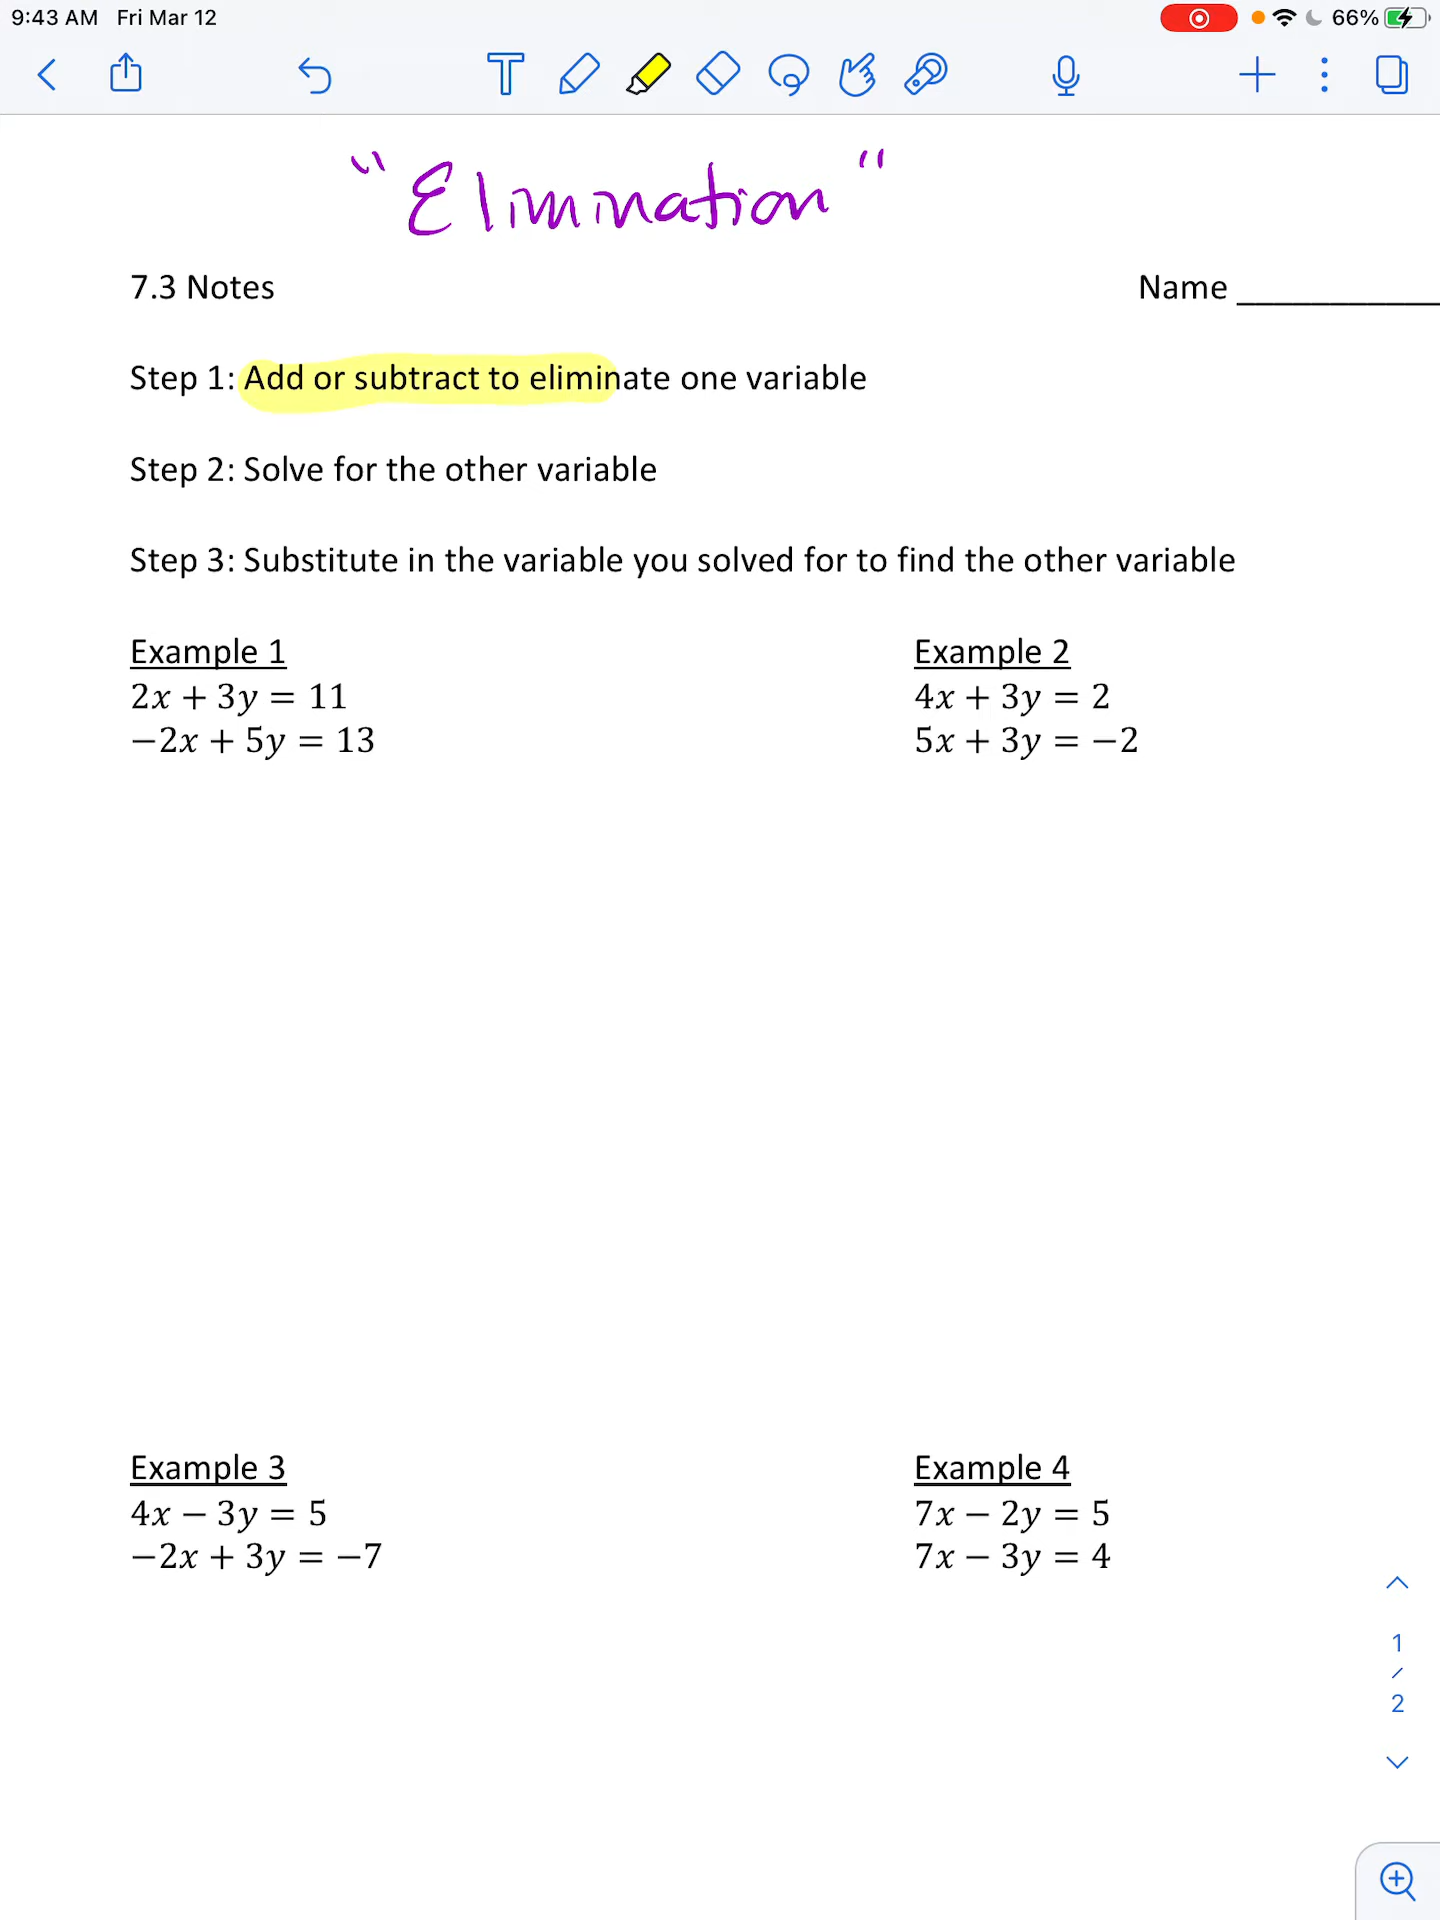 9:43 AM Fri Mar 12 66%
"Elimination"
7.3 Notes Name ____________
Step 1: Add or subtract to eliminate one variable
Step 2: Solve for the other variable
Step 3: Substitute in the variable you solved for to find the other variable
Example 1
2x + 3y = 11
−2x + 5y = 13
Example 2
4x + 3y = 2
5x + 3y = −2
Example 3
4x − 3y = 5
−2x + 3y = −7
Example 4
7x − 2y = 5
7x − 3y = 4
1
/
2